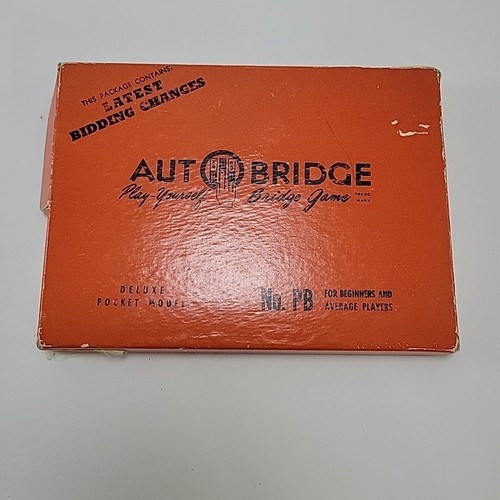 THIS PACKAGE CONTAINS:
LATEST
BIDDING CHANGES
AUTOBRIDGE
Play Yourself Bridge Game TRADE MARK
DELUXE
POCKET MODEL
No. PB
FOR BEGINNERS AND
AVERAGE PLAYERS